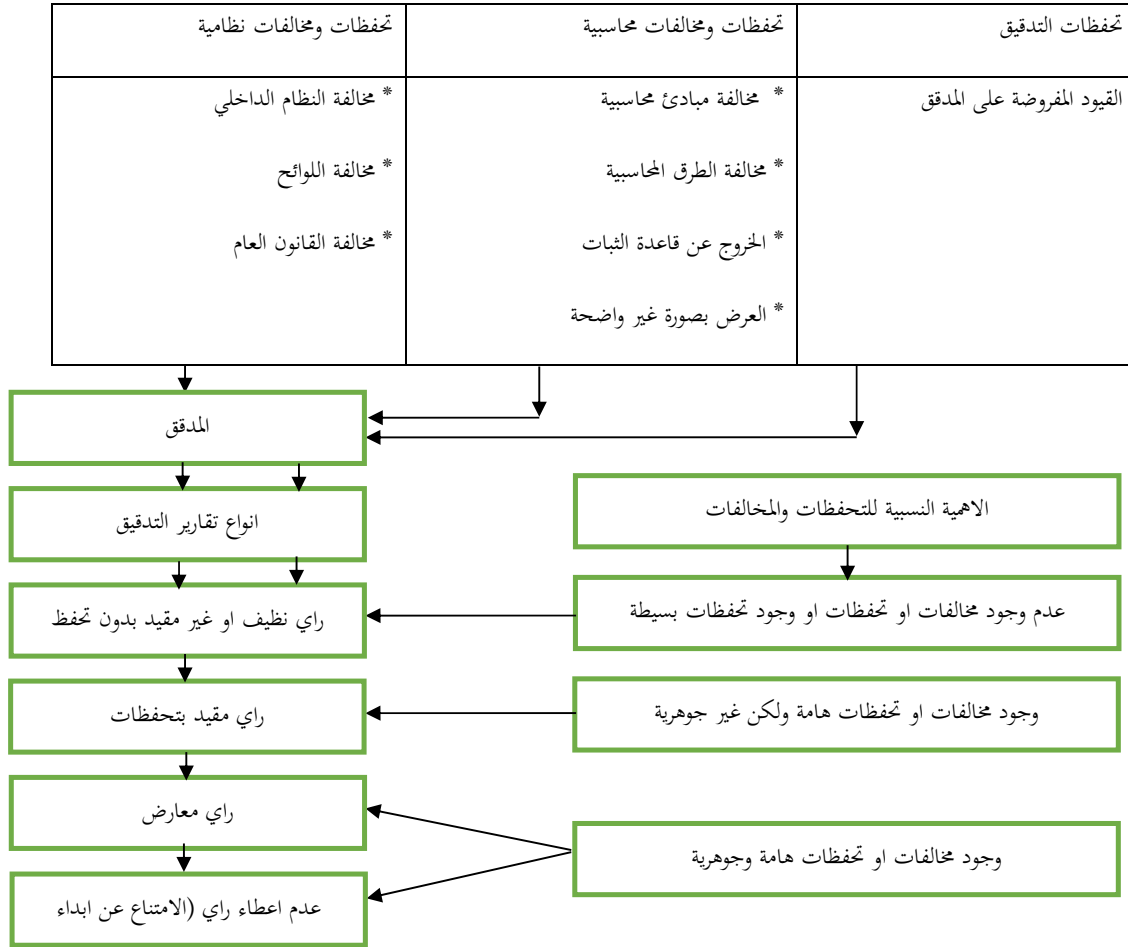 تحفظات التدقيق
تحفظات ومخالفات محاسبية
تحفظات ومخالفات نظامية
القيود المفروضة على المدقق
* مخالفة مبادئ محاسبية
* مخالفة الطرق المحاسبية
* الخروج عن قاعدة الثبات
* العرض بصورة غير واضحة
* مخالفة النظام الداخلي
* مخالفة اللوائح
* مخالفة القانون العام
المدقق
انواع تقارير التدقيق
الاهمية النسبية للتحفظات والمخالفات
عدم وجود مخالفات او تحفظات او وجود تحفظات بسيطة
راي نظيف او غير مقيد بدون تحفظ
وجود مخالفات او تحفظات هامة ولكن غير جوهرية
راي مقيد بتحفظات
وجود مخالفات او تحفظات هامة وجوهرية
راي معارض
عدم اعطاء راي (الامتناع عن ابداء